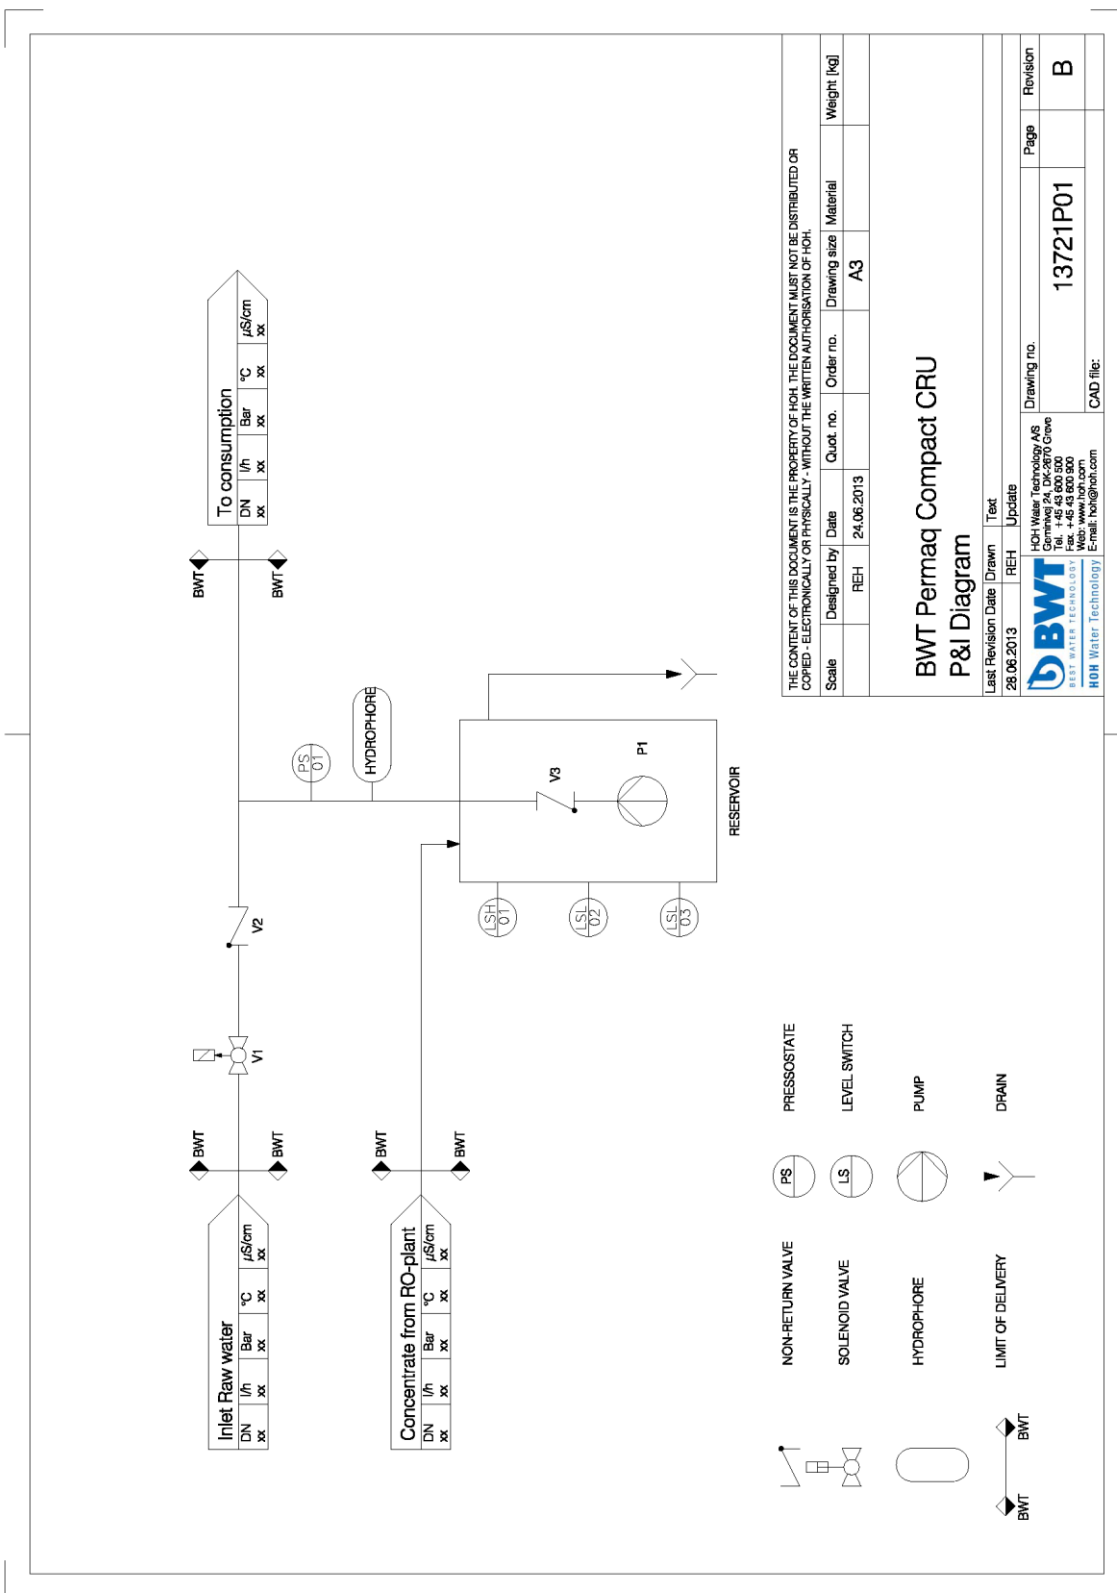 Inlet Raw water
DN l/h Bar °C µS/cm
xx xx xx xx xx
BWT
BWT
V1
V2
BWT
BWT
To consumption
DN l/h Bar °C µS/cm
xx xx xx xx xx
Concentrate from RO-plant
DN l/h Bar °C µS/cm
xx xx xx xx xx
BWT
BWT
PS
01
HYDROPHORE
LSH
01
LSL
02
LSL
03
V3
P1
RESERVOIR
NON-RETURN VALVE
PS
PRESSOSTATE
SOLENOID VALVE
LS
LEVEL SWITCH
HYDROPHORE
PUMP
BWT
BWT
LIMIT OF DELIVERY
DRAIN
THE CONTENT OF THIS DOCUMENT IS THE PROPERTY OF HOH. THE DOCUMENT MUST NOT BE DISTRIBUTED OR
COPIED - ELECTRONICALLY OR PHYSICALLY - WITHOUT THE WRITTEN AUTHORISATION OF HOH.
Scale Designed by Date Quot. no. Order no. Drawing size Material Weight [kg]
REH 24.06.2013 A3
BWT Permaq Compact CRU
P&I Diagram
Last Revision Date Drawn Text
28.06.2013 REH Update
BWT
BEST WATER TECHNOLOGY
HOH Water Technology
HOH Water Technology A/S
Geminivej 24, DK-2670 Greve
Tel. +45 43 600 500
Fax. +45 43 600 900
Web: www.hoh.com
E-mail: hoh@hoh.com
Drawing no. Page Revision
13721P01 B
CAD file: